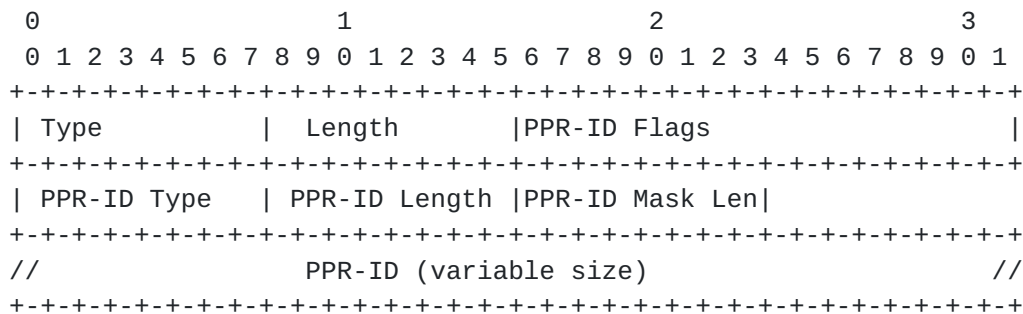 0                   1                   2                   3
 0 1 2 3 4 5 6 7 8 9 0 1 2 3 4 5 6 7 8 9 0 1 2 3 4 5 6 7 8 9 0 1
+-+-+-+-+-+-+-+-+-+-+-+-+-+-+-+-+-+-+-+-+-+-+-+-+-+-+-+-+-+-+-+-+
| Type          |  Length       |PPR-ID Flags                   |
+-+-+-+-+-+-+-+-+-+-+-+-+-+-+-+-+-+-+-+-+-+-+-+-+-+-+-+-+-+-+-+-+
| PPR-ID Type   | PPR-ID Length |PPR-ID Mask Len|
+-+-+-+-+-+-+-+-+-+-+-+-+-+-+-+-+-+-+-+-+-+-+-+-+-+-+-+-+-+-+-+-+
//                 PPR-ID (variable size)                      //
+-+-+-+-+-+-+-+-+-+-+-+-+-+-+-+-+-+-+-+-+-+-+-+-+-+-+-+-+-+-+-+-+